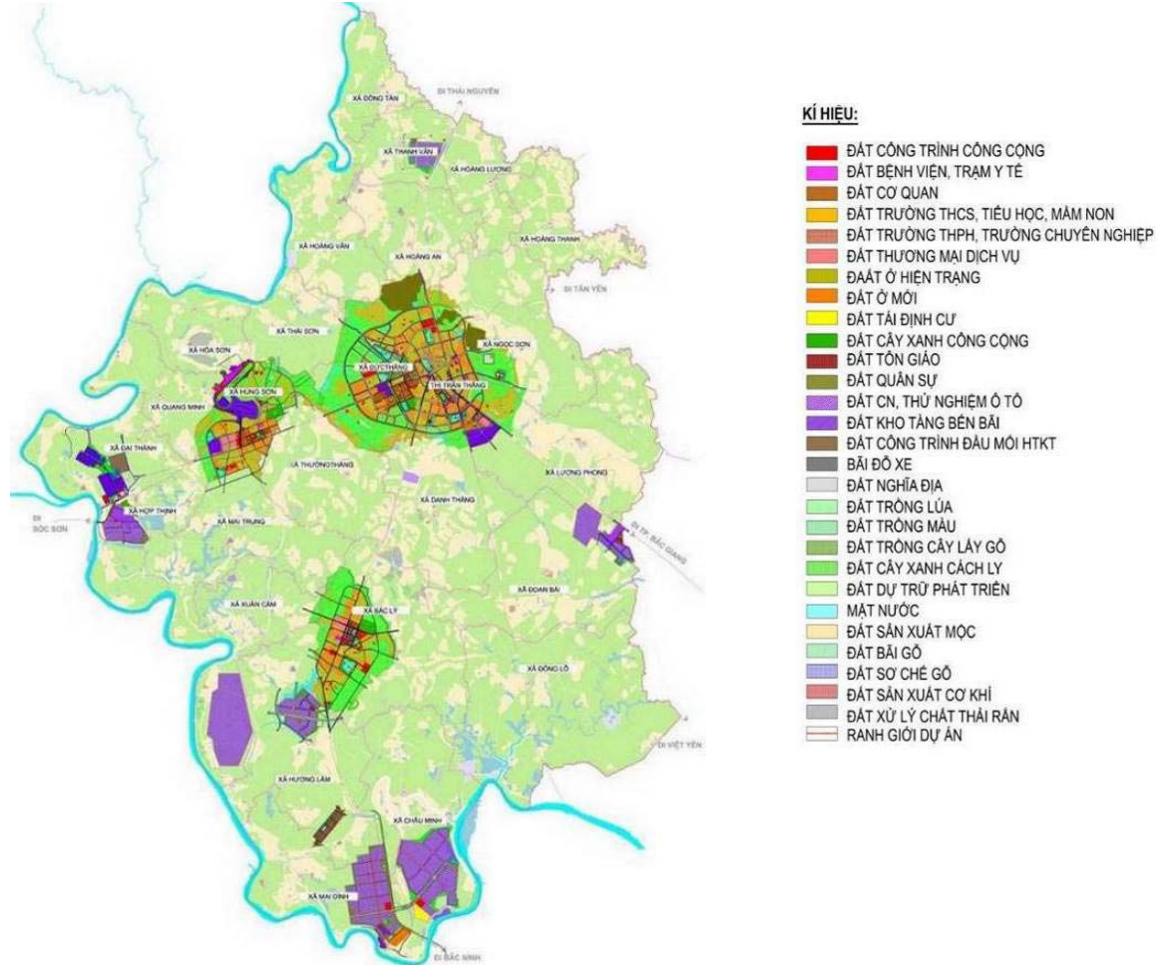 ĐI THÁI NGUYÊN
XÃ ĐỒNG TÂN
XÃ THANH VÂN
XÃ HOÀNG LƯƠNG
XÃ HOÀNG THANH
XÃ HOÀNG VÂN
XÃ HOÀNG AN
ĐI TÂN YÊN
XÃ THÁI SƠN
XÃ NGỌC SƠN
XÃ HÒA SƠN
XÃ ĐỨC THẮNG
THỊ TRẤN THẮNG
XÃ HÙNG SƠN
XÃ QUANG MINH
XÃ ĐẠI THÀNH
XÃ THƯỜNG THẮNG
XÃ LƯƠNG PHONG
XÃ DANH THẮNG
XÃ HỢP THỊNH
ĐI
SÓC SƠN
XÃ MAI TRUNG
ĐI TP. BẮC GIANG
XÃ ĐOAN BÁI
XÃ XUÂN CẨM
XÃ BẮC LÝ
XÃ ĐÔNG LỖ
ĐI VIỆT YÊN
XÃ HƯƠNG LÂM
XÃ CHÂU MINH
XÃ MAI ĐÌNH
ĐI BẮC NINH
KÍ HIỆU:
ĐẤT CÔNG TRÌNH CÔNG CỘNG
ĐẤT BỆNH VIỆN, TRẠM Y TẾ
ĐẤT CƠ QUAN
ĐẤT TRƯỜNG THCS, TIỂU HỌC, MẦM NON
ĐẤT TRƯỜNG THPH, TRƯỜNG CHUYÊN NGHIỆP
ĐẤT THƯƠNG MẠI DỊCH VỤ
ĐAẤT Ở HIỆN TRẠNG
ĐẤT Ở MỚI
ĐẤT TÁI ĐỊNH CƯ
ĐẤT CÂY XANH CÔNG CỘNG
ĐẤT TÔN GIÁO
ĐẤT QUÂN SỰ
ĐẤT CN, THỬ NGHIỆM Ô TÔ
ĐẤT KHO TÀNG BẾN BÃI
ĐẤT CÔNG TRÌNH ĐẦU MỐI HTKT
BÃI ĐỖ XE
ĐẤT NGHĨA ĐỊA
ĐẤT TRỒNG LÚA
ĐẤT TRỒNG MÀU
ĐẤT TRỒNG CÂY LẤY GỖ
ĐẤT CÂY XANH CÁCH LY
ĐẤT DỰ TRỮ PHÁT TRIỂN
MẶT NƯỚC
ĐẤT SẢN XUẤT MỘC
ĐẤT BÃI GỖ
ĐẤT SƠ CHẾ GỖ
ĐẤT SẢN XUẤT CƠ KHÍ
ĐẤT XỬ LÝ CHẤT THẢI RẮN
RANH GIỚI DỰ ÁN